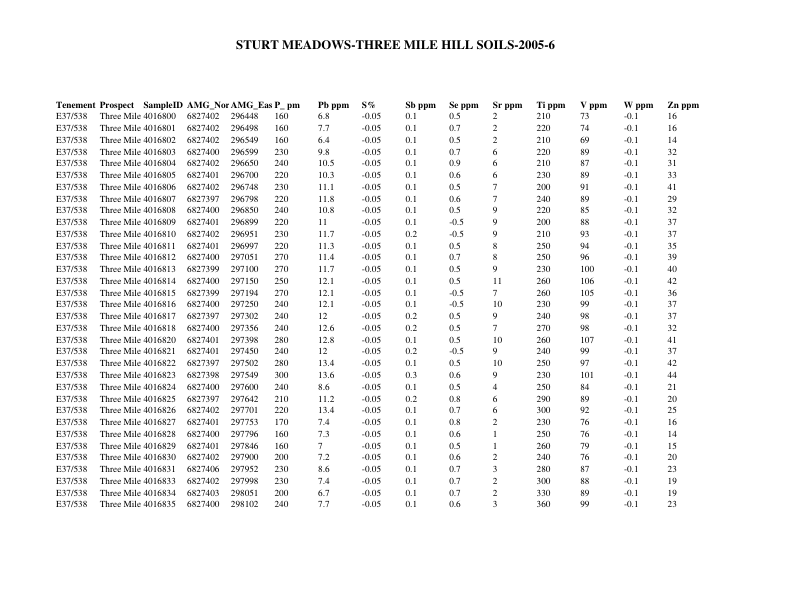 STURT MEADOWS-THREE MILE HILL SOILS-2005-6
Tenement Prospect SampleID AMG_Nor AMG_Eas P_ pm Pb ppm S% Sb ppm Se ppm Sr ppm Ti ppm V ppm W ppm Zn ppm
E37/538 Three Mile 4016800 6827402 296448 160 6.8 -0.05 0.1 0.5 2 210 73 -0.1 16
E37/538 Three Mile 4016801 6827402 296498 160 7.7 -0.05 0.1 0.7 2 220 74 -0.1 16
E37/538 Three Mile 4016802 6827402 296549 160 6.4 -0.05 0.1 0.5 2 210 69 -0.1 14
E37/538 Three Mile 4016803 6827400 296599 230 9.8 -0.05 0.1 0.7 6 220 89 -0.1 32
E37/538 Three Mile 4016804 6827402 296650 240 10.5 -0.05 0.1 0.9 6 210 87 -0.1 31
E37/538 Three Mile 4016805 6827401 296700 220 10.3 -0.05 0.1 0.6 6 230 89 -0.1 33
E37/538 Three Mile 4016806 6827402 296748 230 11.1 -0.05 0.1 0.5 7 200 91 -0.1 41
E37/538 Three Mile 4016807 6827397 296798 220 11.8 -0.05 0.1 0.6 7 240 89 -0.1 29
E37/538 Three Mile 4016808 6827400 296850 240 10.8 -0.05 0.1 0.5 9 220 85 -0.1 32
E37/538 Three Mile 4016809 6827401 296899 220 11 -0.05 0.1 -0.5 9 200 88 -0.1 37
E37/538 Three Mile 4016810 6827402 296951 230 11.7 -0.05 0.2 -0.5 9 210 93 -0.1 37
E37/538 Three Mile 4016811 6827401 296997 220 11.3 -0.05 0.1 0.5 8 250 94 -0.1 35
E37/538 Three Mile 4016812 6827400 297051 270 11.4 -0.05 0.1 0.7 8 250 96 -0.1 39
E37/538 Three Mile 4016813 6827399 297100 270 11.7 -0.05 0.1 0.5 9 230 100 -0.1 40
E37/538 Three Mile 4016814 6827400 297150 250 12.1 -0.05 0.1 0.5 11 260 106 -0.1 42
E37/538 Three Mile 4016815 6827399 297194 270 12.1 -0.05 0.1 -0.5 7 260 105 -0.1 36
E37/538 Three Mile 4016816 6827400 297250 240 12.1 -0.05 0.1 -0.5 10 230 99 -0.1 37
E37/538 Three Mile 4016817 6827397 297302 240 12 -0.05 0.2 0.5 9 240 98 -0.1 37
E37/538 Three Mile 4016818 6827400 297356 240 12.6 -0.05 0.2 0.5 7 270 98 -0.1 32
E37/538 Three Mile 4016820 6827401 297398 280 12.8 -0.05 0.1 0.5 10 260 107 -0.1 41
E37/538 Three Mile 4016821 6827401 297450 240 12 -0.05 0.2 -0.5 9 240 99 -0.1 37
E37/538 Three Mile 4016822 6827397 297502 280 13.4 -0.05 0.1 0.5 10 250 97 -0.1 42
E37/538 Three Mile 4016823 6827398 297549 300 13.6 -0.05 0.3 0.6 9 230 101 -0.1 44
E37/538 Three Mile 4016824 6827400 297600 240 8.6 -0.05 0.1 0.5 4 250 84 -0.1 21
E37/538 Three Mile 4016825 6827397 297642 210 11.2 -0.05 0.2 0.8 6 290 89 -0.1 20
E37/538 Three Mile 4016826 6827402 297701 220 13.4 -0.05 0.1 0.7 6 300 92 -0.1 25
E37/538 Three Mile 4016827 6827401 297753 170 7.4 -0.05 0.1 0.8 2 230 76 -0.1 16
E37/538 Three Mile 4016828 6827400 297796 160 7.3 -0.05 0.1 0.6 1 250 76 -0.1 14
E37/538 Three Mile 4016829 6827401 297846 160 7 -0.05 0.1 0.5 1 260 79 -0.1 15
E37/538 Three Mile 4016830 6827402 297900 200 7.2 -0.05 0.1 0.6 2 240 76 -0.1 20
E37/538 Three Mile 4016831 6827406 297952 230 8.6 -0.05 0.1 0.7 3 280 87 -0.1 23
E37/538 Three Mile 4016833 6827402 297998 230 7.4 -0.05 0.1 0.7 2 300 88 -0.1 19
E37/538 Three Mile 4016834 6827403 298051 200 6.7 -0.05 0.1 0.7 2 330 89 -0.1 19
E37/538 Three Mile 4016835 6827400 298102 240 7.7 -0.05 0.1 0.6 3 360 99 -0.1 23